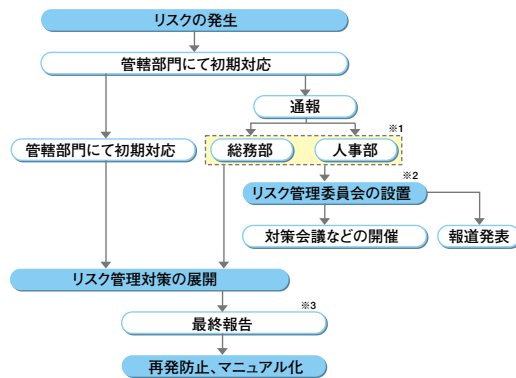 リスクの発生
管轄部門にて初期対応
通報
※1
管轄部門にて初期対応
総務部
人事部
※2
リスク管理委員会の設置
対策会議などの開催
報道発表
リスク管理対策の展開
※3
最終報告
再発防止、マニュアル化